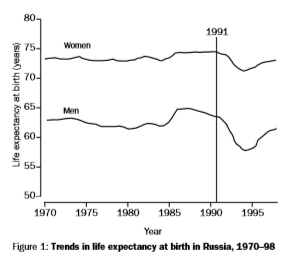 1991
80
75
70
65
60
55
50
Women
Men
Life expectancy at birth (years)
1970 1975 1980 1985 1990 1995
Year
Figure 1: Trends in life expectancy at birth in Russia, 1970–98